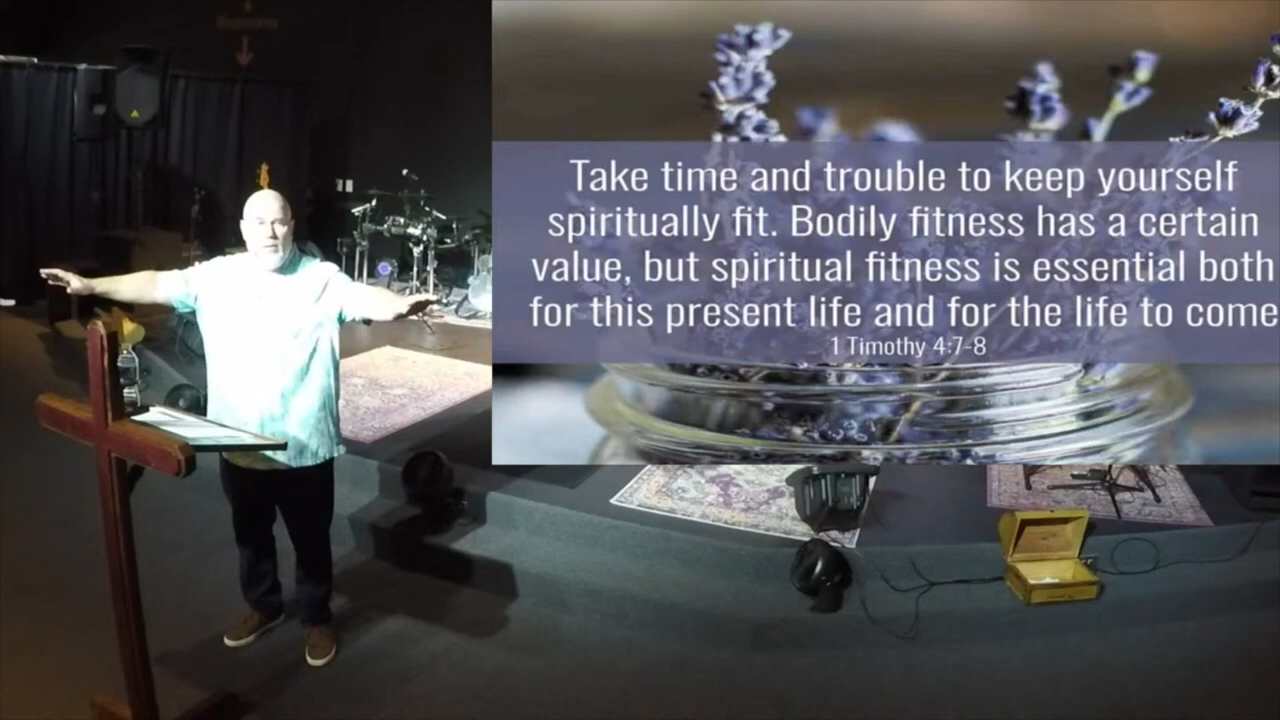 Restrooms
Take time and trouble to keep yourself
spiritually fit. Bodily fitness has a certain
value, but spiritual fitness is essential both
for this present life and for the life to come
1 Timothy 4:7-8